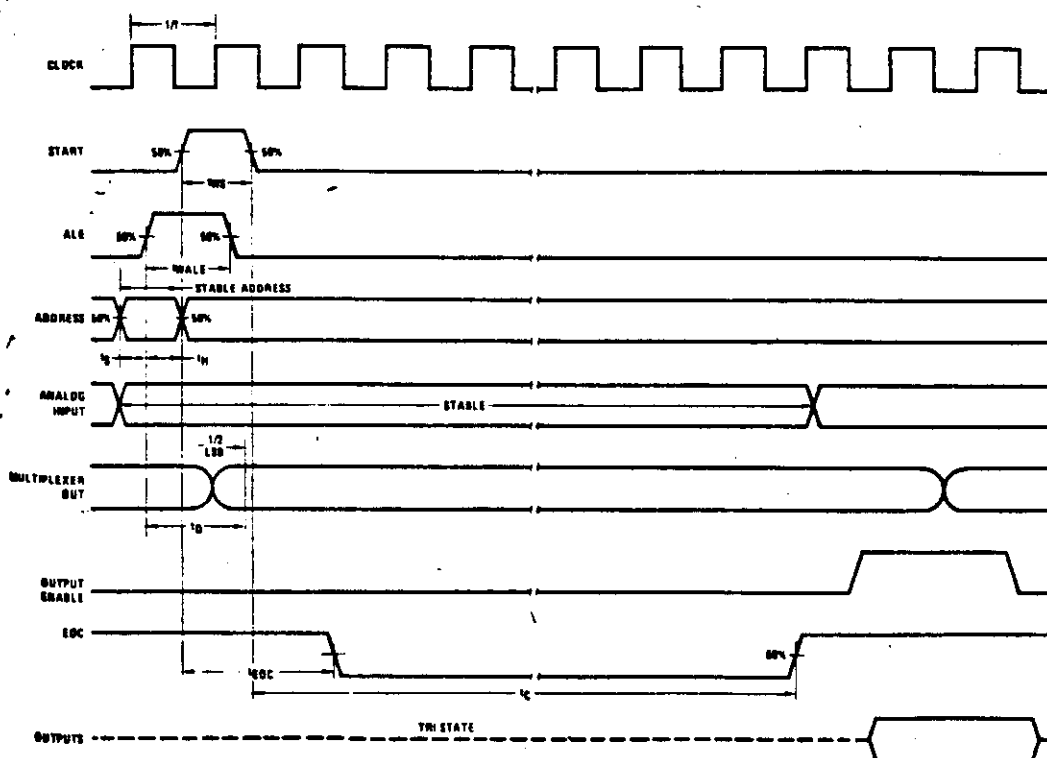 1/f
CLOCK
START
50%
50%
tWS
ALE
50%
50%
tWALE
STABLE ADDRESS
ADDRESS
50%
50%
tS
tH
ANALOG
INPUT
STABLE
1/2
LSB
MULTIPLEXER
OUT
tD
OUTPUT
ENABLE
EOC
50%
tEOC
tC
TRI STATE
OUTPUTS